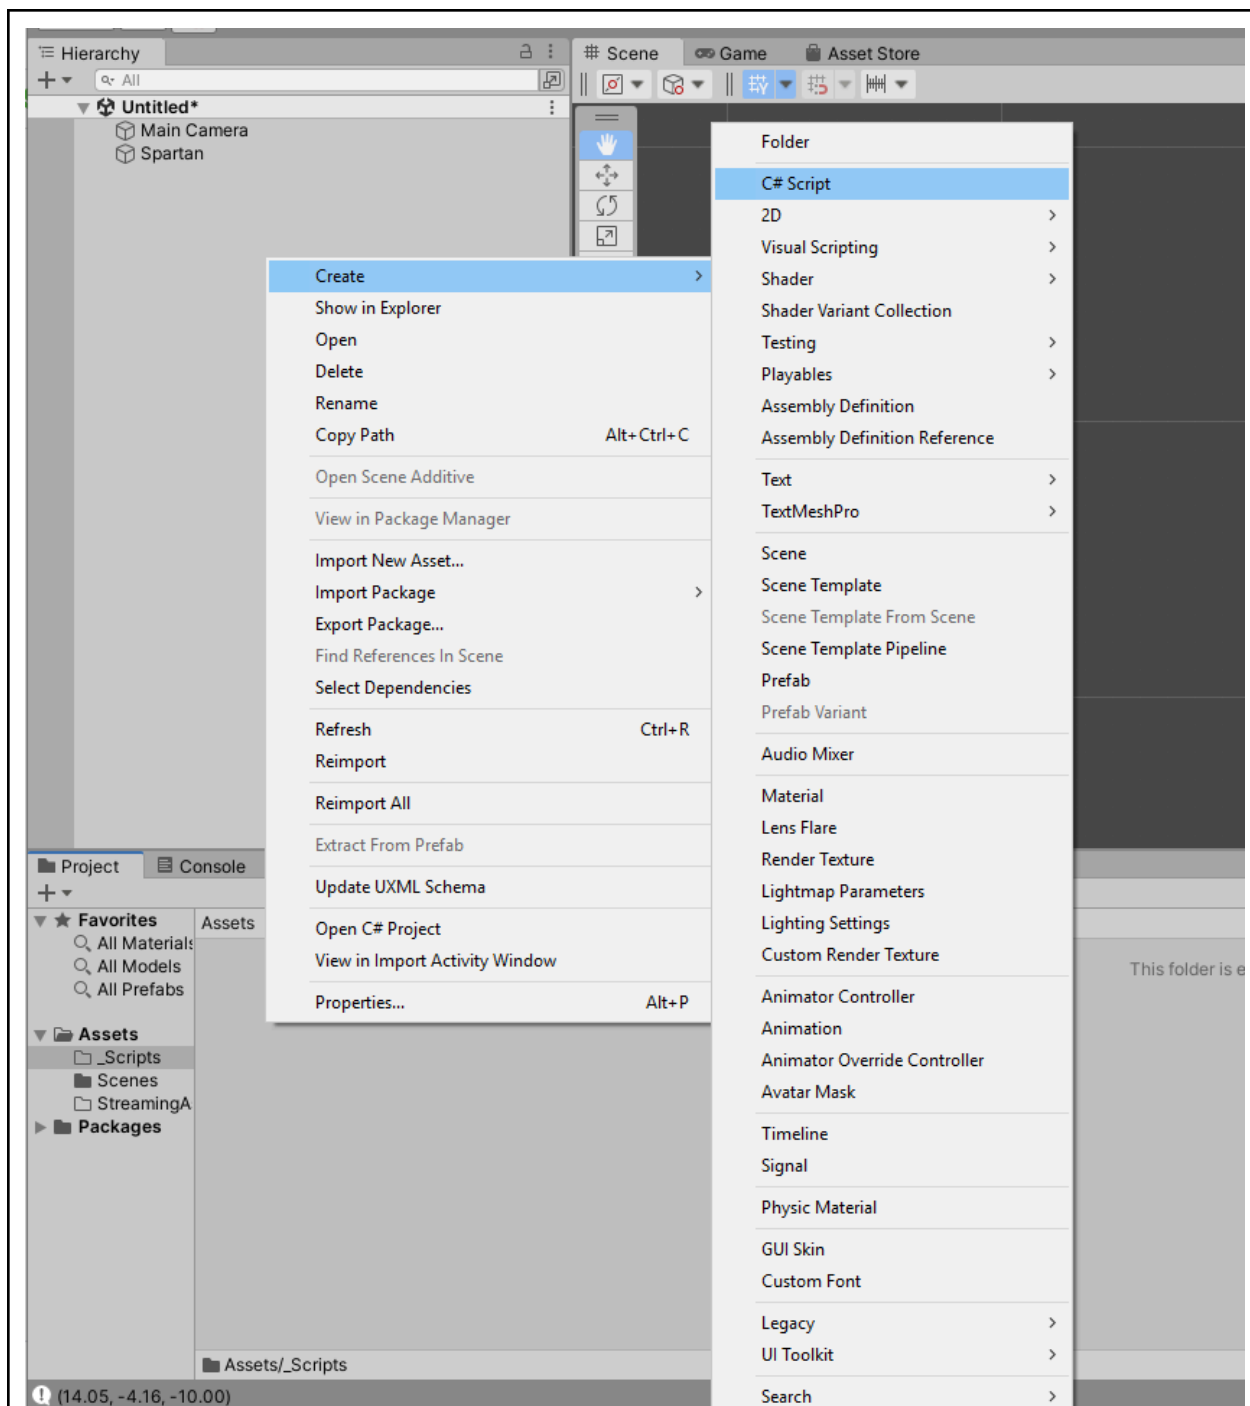 Hierarchy
All
Untitled*
Main Camera
Spartan
Scene Game Asset Store
Create
Show in Explorer
Open
Delete
Rename
Copy Path Alt+Ctrl+C
Open Scene Additive
View in Package Manager
Import New Asset...
Import Package
Export Package...
Find References In Scene
Select Dependencies
Refresh Ctrl+R
Reimport
Reimport All
Extract From Prefab
Update UXML Schema
Open C# Project
View in Import Activity Window
Properties... Alt+P
Folder
C# Script
2D
Visual Scripting
Shader
Shader Variant Collection
Testing
Playables
Assembly Definition
Assembly Definition Reference
Text
TextMeshPro
Scene
Scene Template
Scene Template From Scene
Scene Template Pipeline
Prefab
Prefab Variant
Audio Mixer
Material
Lens Flare
Render Texture
Lightmap Parameters
Lighting Settings
Custom Render Texture
Animator Controller
Animation
Animator Override Controller
Avatar Mask
Timeline
Signal
Physic Material
GUI Skin
Custom Font
Legacy
UI Toolkit
Search
Project Console
Favorites
All Materials
All Models
All Prefabs
Assets
_Scripts
Scenes
StreamingA
Packages
Assets
This folder is e
Assets/_Scripts
(14.05, -4.16, -10.00)